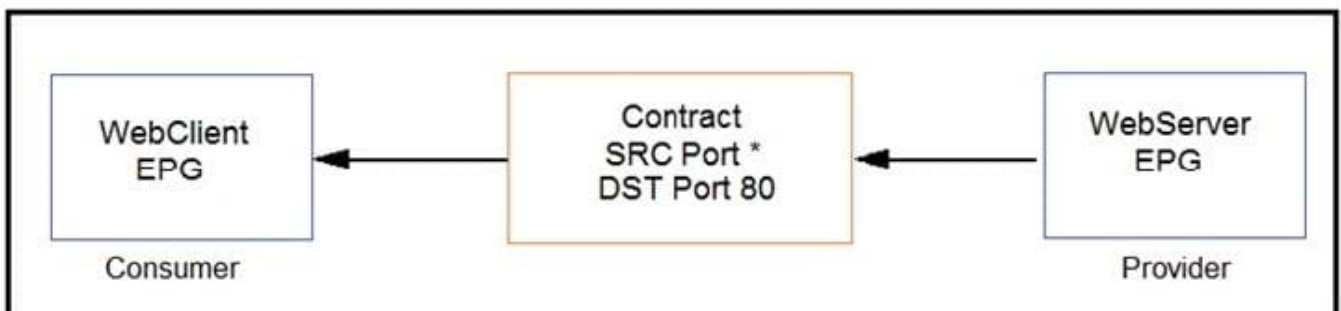 WebClient
EPG
Consumer
Contract
SRC Port *
DST Port 80
WebServer
EPG
Provider